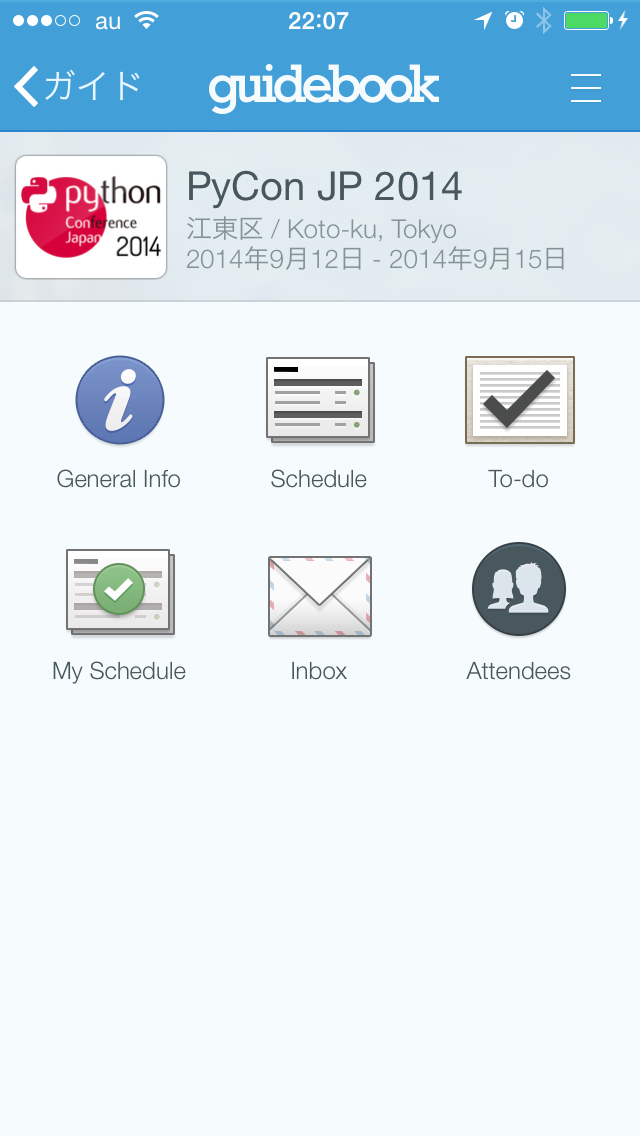 au 22:07
ガイド guidebook
python
Conference
Japan 2014
PyCon JP 2014
江東区 / Koto-ku, Tokyo
2014年9月12日 - 2014年9月15日
General Info Schedule To-do
My Schedule Inbox Attendees